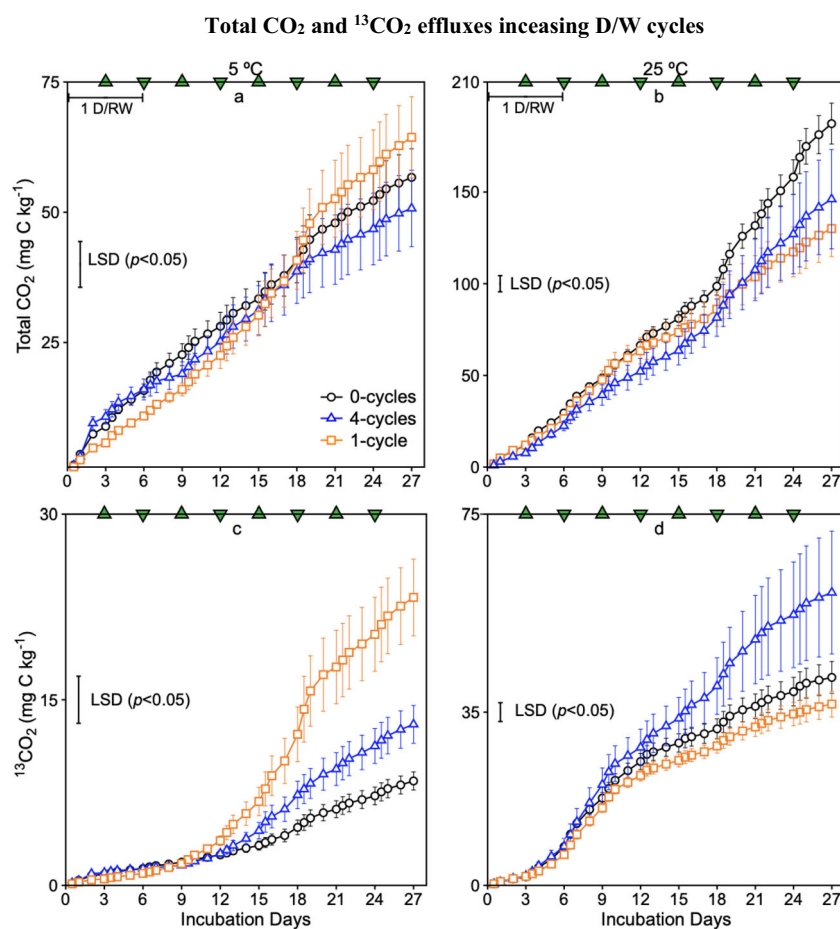 Total CO₂ and ¹³CO₂ effluxes inceasing D/W cycles
5 ºC
75
1 D/RW
a
50
25
Total CO₂ (mg C kg⁻¹)
LSD (p<0.05)
0-cycles
4-cycles
1-cycle
0 3 6 9 12 15 18 21 24 27
25 ºC
210
1 D/RW
b
150
100
50
0
LSD (p<0.05)
0 3 6 9 12 15 18 21 24 27
30
c
15
0
¹³CO₂ (mg C kg⁻¹)
LSD (p<0.05)
0 3 6 9 12 15 18 21 24 27
Incubation Days
75
d
35
0
LSD (p<0.05)
0 3 6 9 12 15 18 21 24 27
Incubation Days